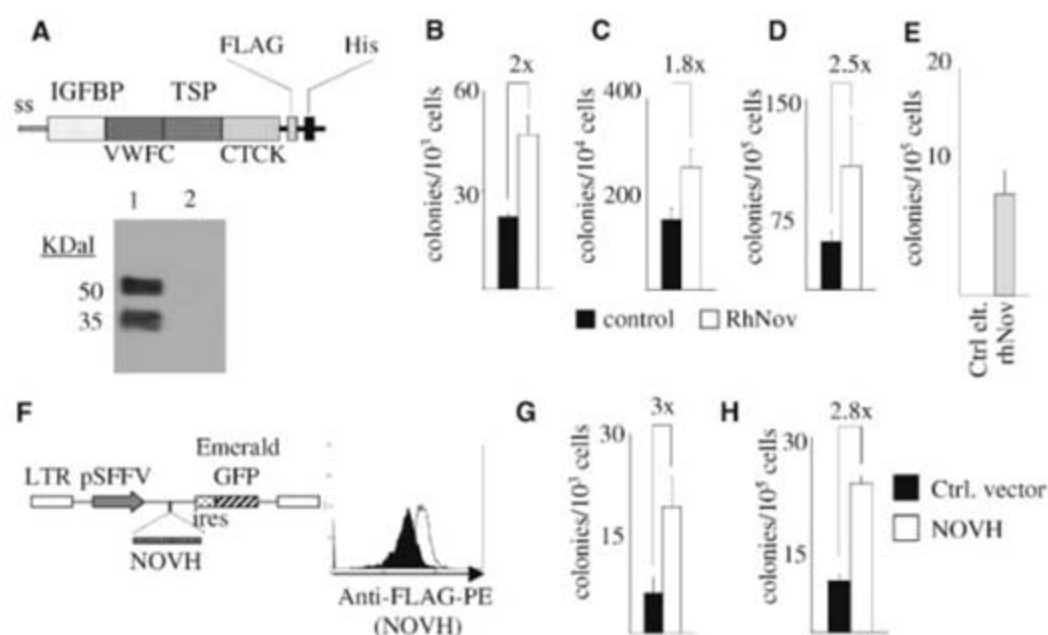 A
FLAG His
IGFBP TSP
ss
VWFC CTCK
1 2
KDal
50
35
B
2x
60
30
colonies/10³ cells
C
1.8x
400
200
colonies/10⁴ cells
D
2.5x
150
75
colonies/10⁵ cells
E
20
10
colonies/10⁵ cells
Ctrl elt.
rhNov
control RhNov
F
Emerald
LTR pSFFV GFP
ires
NOVH
Anti-FLAG-PE
(NOVH)
G
3x
30
15
colonies/10³ cells
H
2.8x
30
15
colonies/10⁵ cells
Ctrl. vector
NOVH